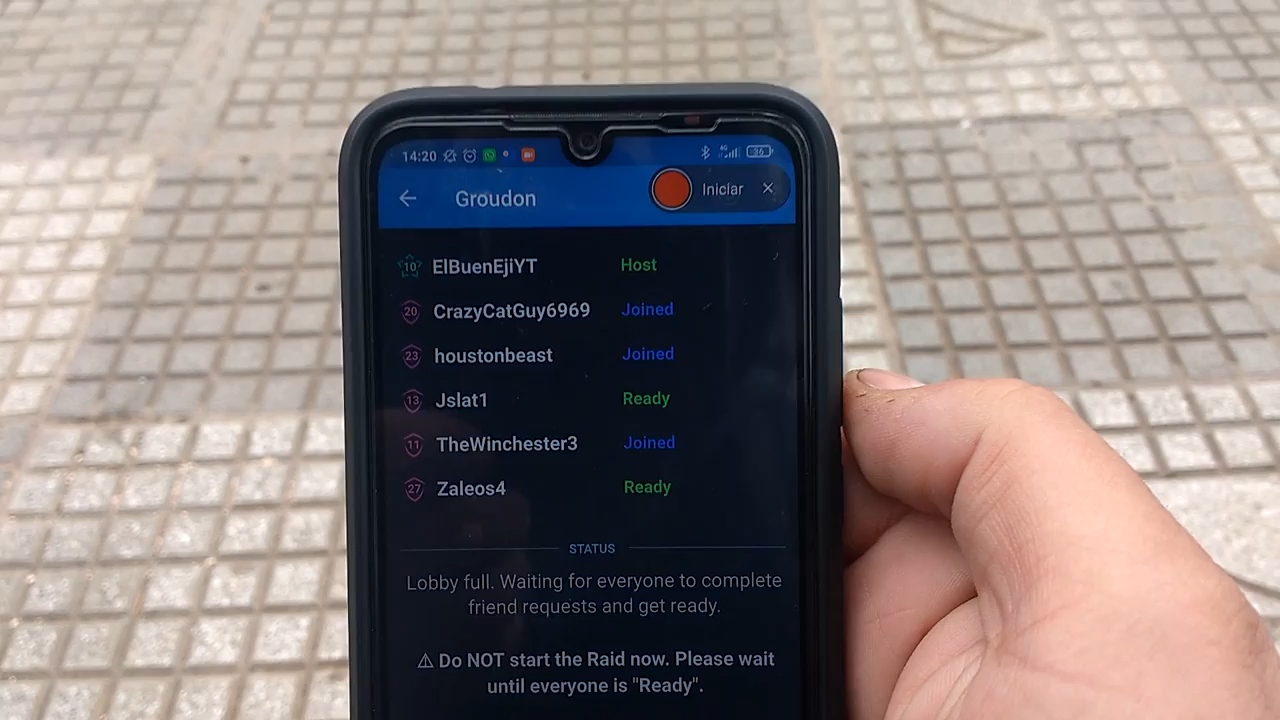 14:20 4G 36
Groudon Iniciar
10 ElBuenEjiYT Host
20 CrazyCatGuy6969 Joined
23 houstonbeast Joined
13 Jslat1 Ready
11 TheWinchester3 Joined
27 Zaleos4 Ready
STATUS
Lobby full. Waiting for everyone to complete
friend requests and get ready.
⚠ Do NOT start the Raid now. Please wait
until everyone is "Ready".